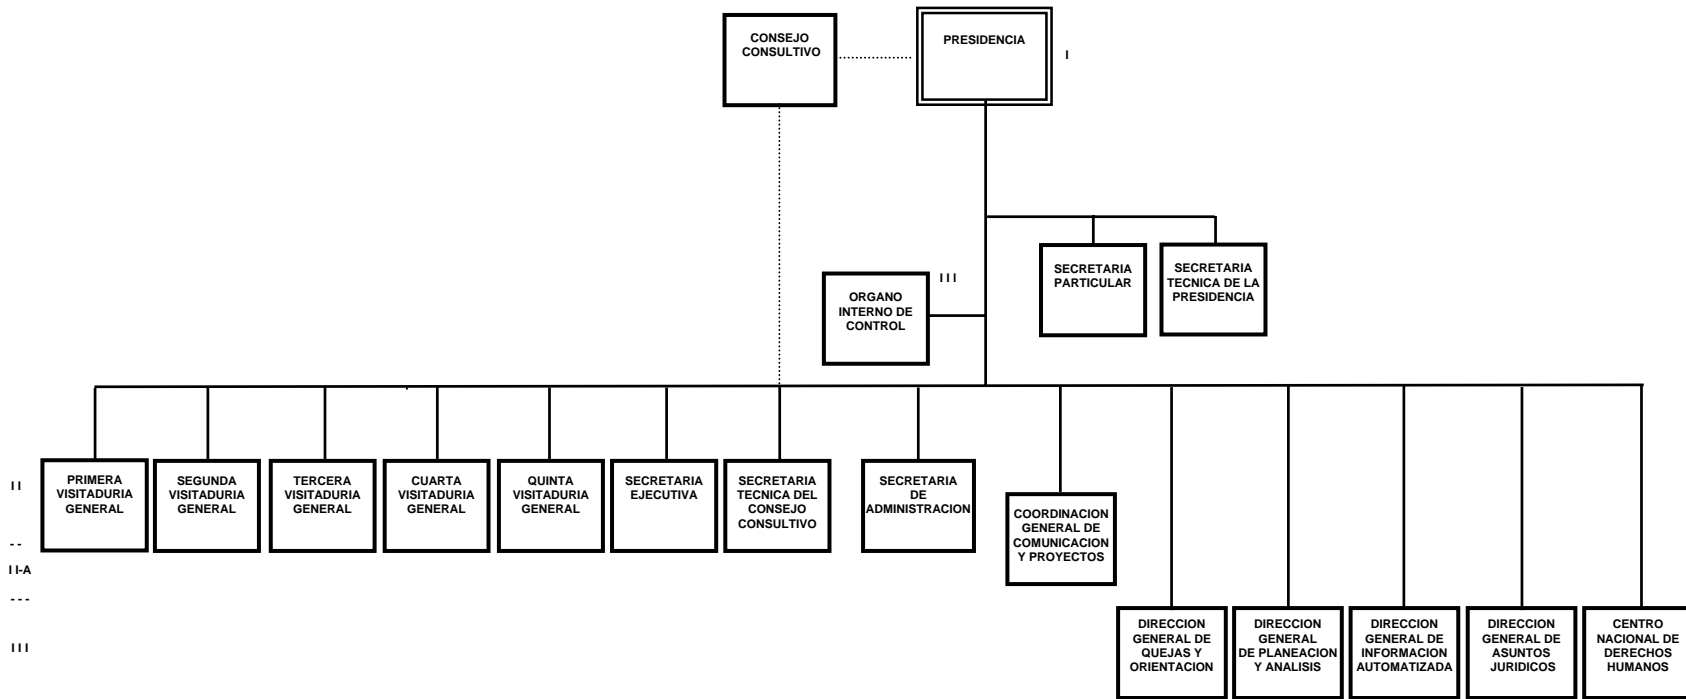 CONSEJO
CONSULTIVO
PRESIDENCIA
I
SECRETARIA
PARTICULAR
SECRETARIA
TECNICA DE LA
PRESIDENCIA
I I I
ORGANO
INTERNO DE
CONTROL
I I
PRIMERA
VISITADURIA
GENERAL
SEGUNDA
VISITADURIA
GENERAL
TERCERA
VISITADURIA
GENERAL
CUARTA
VISITADURIA
GENERAL
QUINTA
VISITADURIA
GENERAL
SECRETARIA
EJECUTIVA
SECRETARIA
TECNICA DEL
CONSEJO
CONSULTIVO
SECRETARIA
DE
ADMINISTRACION
COORDINACION
GENERAL DE
COMUNICACION
Y PROYECTOS
- -
I I-A
- - -
I I I
DIRECCION
GENERAL DE
QUEJAS Y
ORIENTACION
DIRECCION
GENERAL
DE PLANEACION
Y ANALISIS
DIRECCION
GENERAL DE
INFORMACION
AUTOMATIZADA
DIRECCION
GENERAL DE
ASUNTOS
JURIDICOS
CENTRO
NACIONAL DE
DERECHOS
HUMANOS